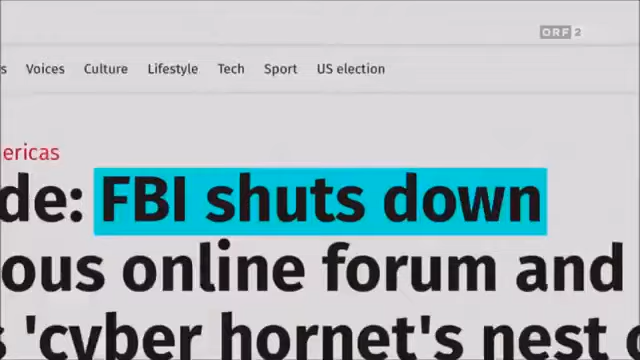 ORF 2
s Voices Culture Lifestyle Tech Sport US election
ericas
de: FBI shuts down
ous online forum and
s 'cyber hornet's nest